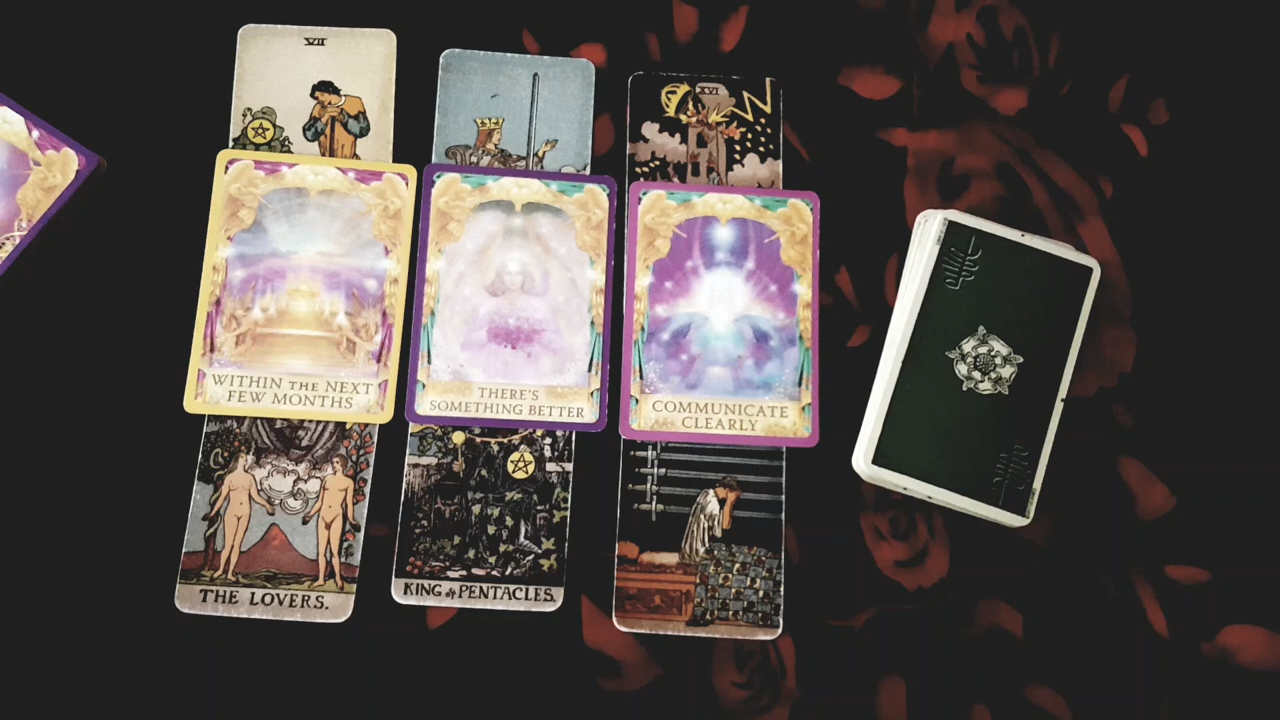 VII
XVI
WITHIN THE NEXT
FEW MONTHS
THERE'S
SOMETHING BETTER
COMMUNICATE
CLEARLY
THE LOVERS.
KING of PENTACLES.